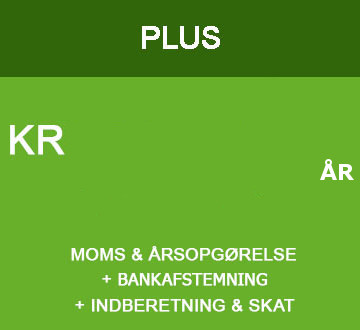 PLUS
KR
ÅR
MOMS & ÅRSOPGØRELSE
+ BANKAFSTEMNING
+ INDBERETNING & SKAT